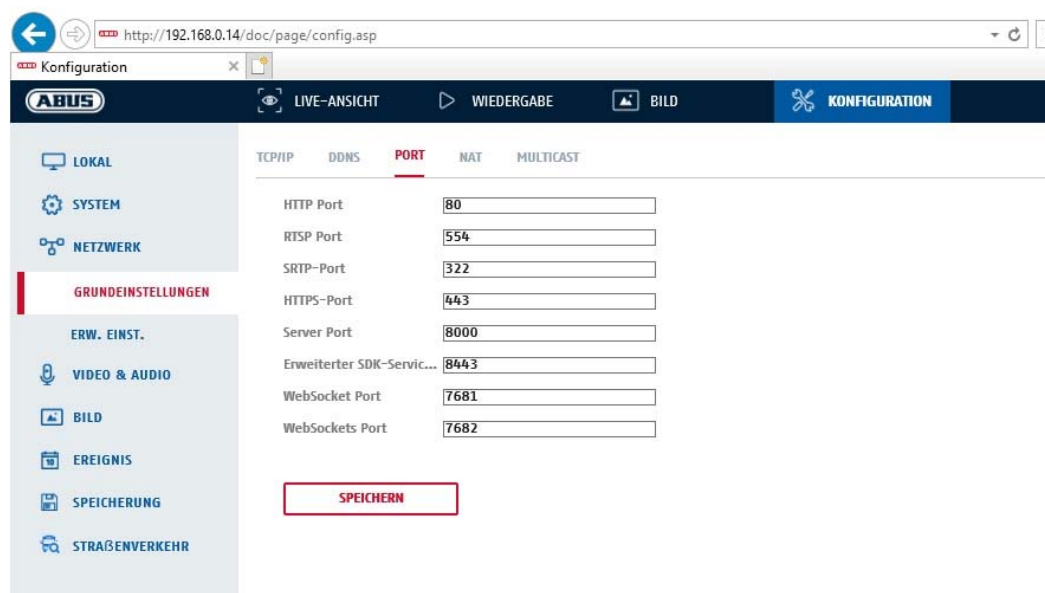 http://192.168.0.14/doc/page/config.asp
Konfiguration
ABUS
LIVE-ANSICHT WIEDERGABE BILD KONFIGURATION
LOKAL
SYSTEM
NETZWERK
GRUNDEINSTELLUNGEN
ERW. EINST.
VIDEO & AUDIO
BILD
EREIGNIS
SPEICHERUNG
STRAßENVERKEHR
TCP/IP DDNS PORT NAT MULTICAST
HTTP Port 80
RTSP Port 554
SRTP-Port 322
HTTPS-Port 443
Server Port 8000
Erweiterter SDK-Servic... 8443
WebSocket Port 7681
WebSockets Port 7682
SPEICHERN